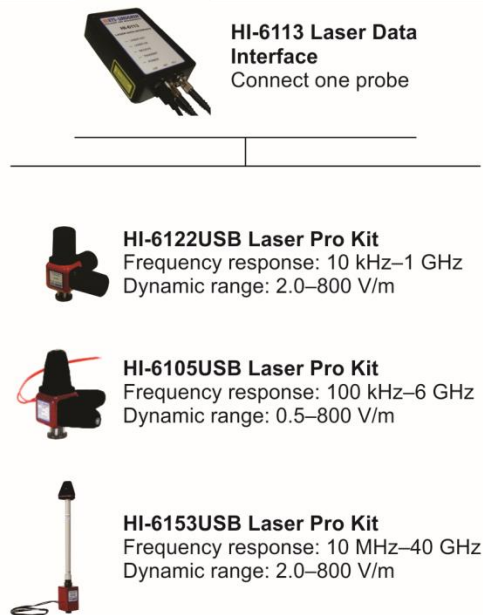 HI-6113 Laser Data
Interface
Connect one probe
HI-6122USB Laser Pro Kit
Frequency response: 10 kHz–1 GHz
Dynamic range: 2.0–800 V/m
HI-6105USB Laser Pro Kit
Frequency response: 100 kHz–6 GHz
Dynamic range: 0.5–800 V/m
HI-6153USB Laser Pro Kit
Frequency response: 10 MHz–40 GHz
Dynamic range: 2.0–800 V/m